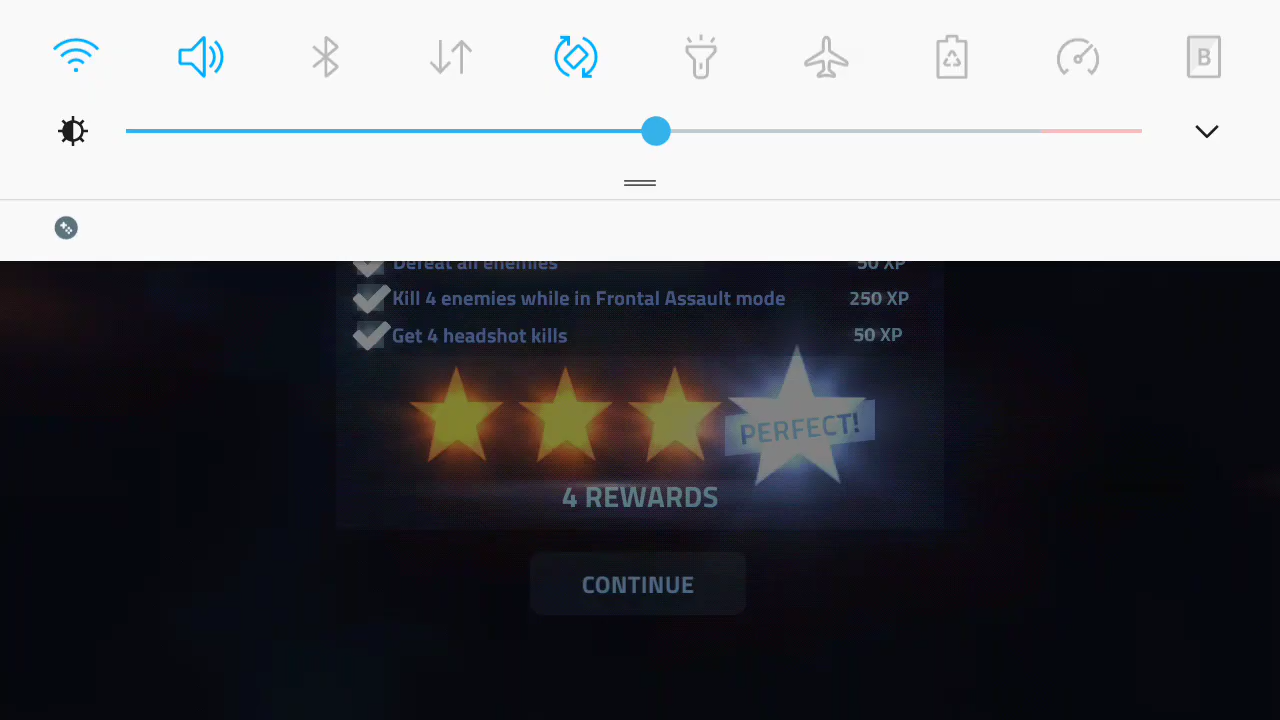 B
Defeat all enemies 50 XP
Kill 4 enemies while in Frontal Assault mode 250 XP
Get 4 headshot kills 50 XP
PERFECT!
4 REWARDS
CONTINUE